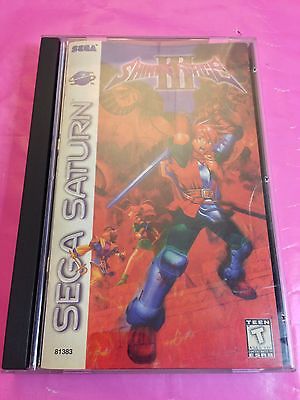 SEGA
SHINING
FORCE
III
SEGA SATURN
81383
TEEN
T
ESRB